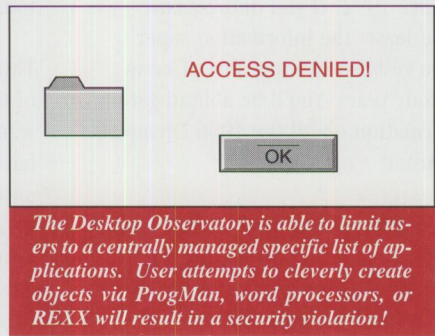 ACCESS DENIED!
OK
The Desktop Observatory is able to limit us-
ers to a centrally managed specific list of ap-
plications. User attempts to cleverly create
objects via ProgMan, word processors, or
REXX will result in a security violation!